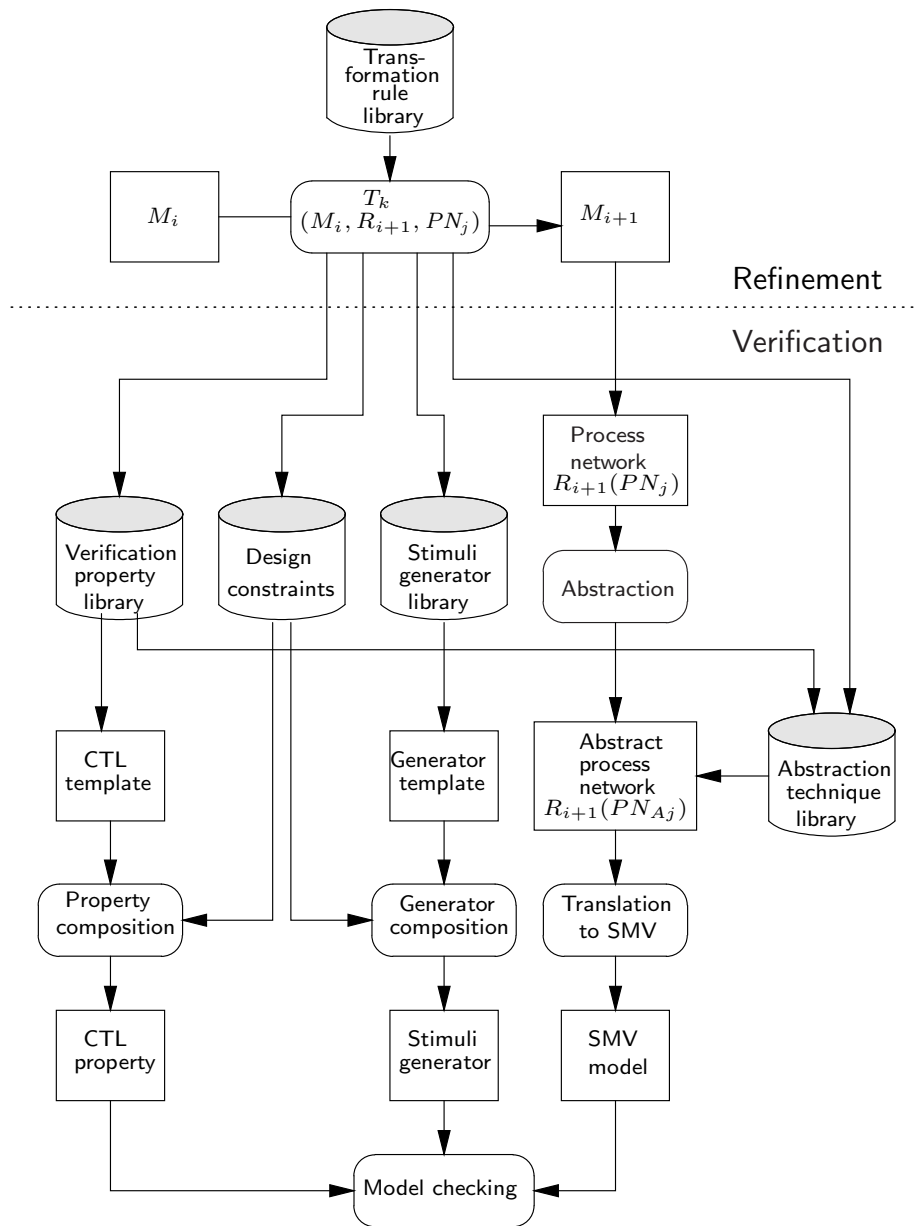 Trans-
formation
rule
library
M_i
T_k
(M_i, R_{i+1}, PN_j)
M_{i+1}
Refinement
Verification
Process
network
R_{i+1}(PN_j)
Verification
property
library
Design
constraints
Stimuli
generator
library
Abstraction
CTL
template
Generator
template
Abstract
process
network
R_{i+1}(PN_{Aj})
Abstraction
technique
library
Property
composition
Generator
composition
Translation
to SMV
CTL
property
Stimuli
generator
SMV
model
Model checking